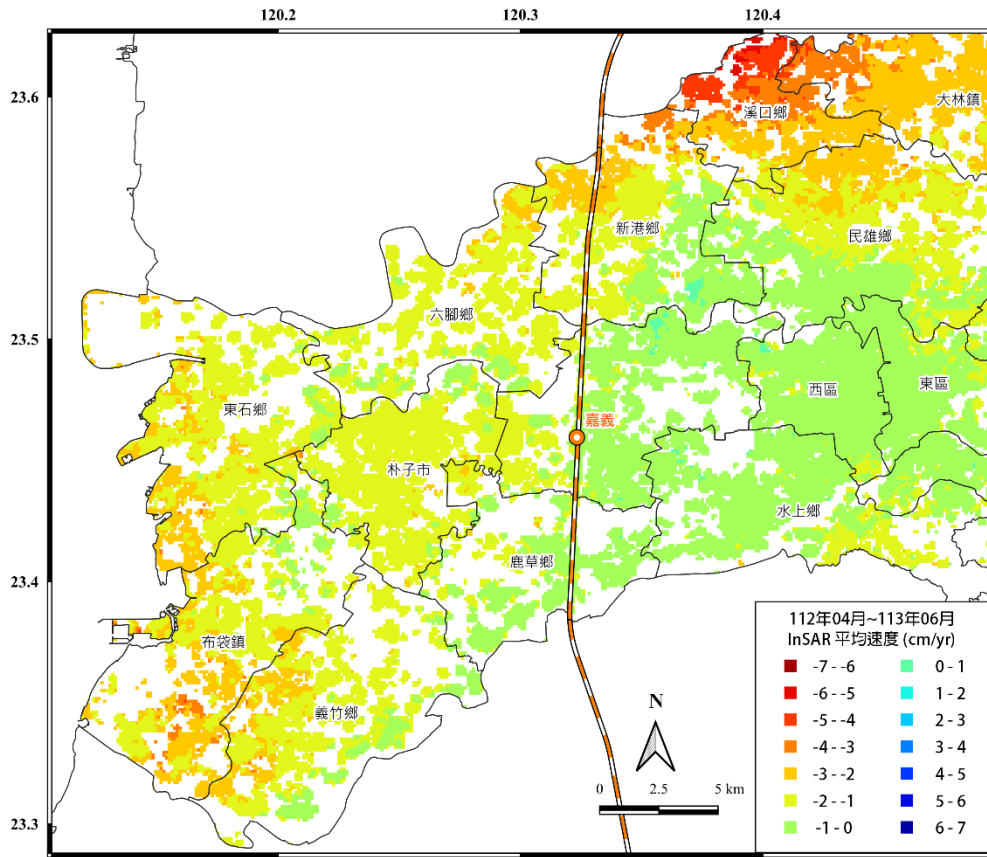 120.2 120.3 120.4
23.6
23.5
23.4
23.3
大林鎮
溪口鄉
新港鄉
民雄鄉
六腳鄉
西區
東區
東石鄉
嘉義
朴子市
水上鄉
鹿草鄉
布袋鎮
義竹鄉
N
0 2.5 5 km
112年04月~113年06月
InSAR 平均速度 (cm/yr)
-7 - -6 0 - 1
-6 - -5 1 - 2
-5 - -4 2 - 3
-4 - -3 3 - 4
-3 - -2 4 - 5
-2 - -1 5 - 6
-1 - 0 6 - 7